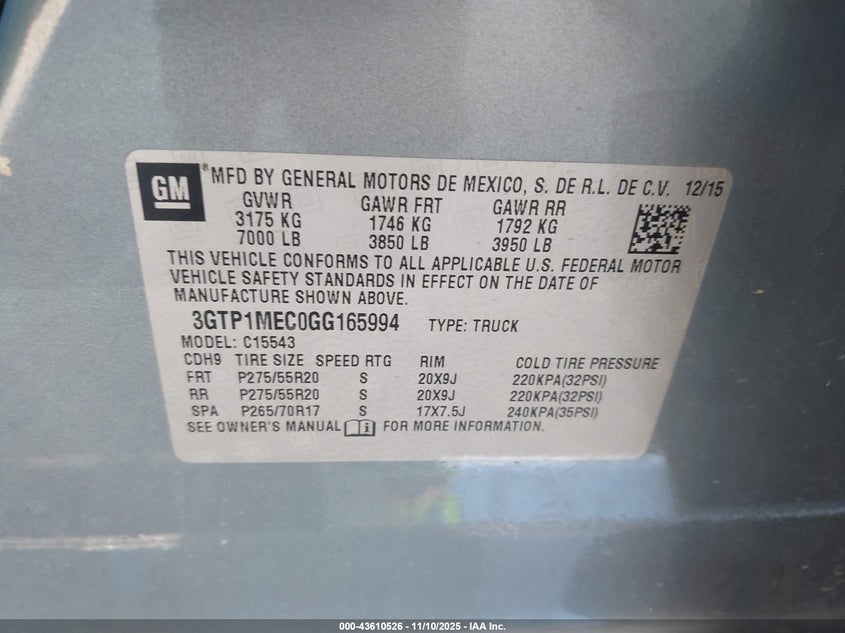 GM
® MFD BY GENERAL MOTORS DE MEXICO, S. DE R.L. DE C.V. 12/15
GVWR GAWR FRT GAWR RR
3175 KG 1746 KG 1792 KG
7000 LB 3850 LB 3950 LB
THIS VEHICLE CONFORMS TO ALL APPLICABLE U.S. FEDERAL MOTOR
VEHICLE SAFETY STANDARDS IN EFFECT ON THE DATE OF
MANUFACTURE SHOWN ABOVE.
3GTP1MEC0GG165994 TYPE: TRUCK
MODEL: C15543
CDH9 TIRE SIZE SPEED RTG RIM COLD TIRE PRESSURE
FRT P275/55R20 S 20X9J 220KPA(32PSI)
RR P275/55R20 S 20X9J 220KPA(32PSI)
SPA P265/70R17 S 17X7.5J 240KPA(35PSI)
SEE OWNER'S MANUAL i FOR MORE INFORMATION.
000-43610526 - 11/10/2025 - IAA Inc.